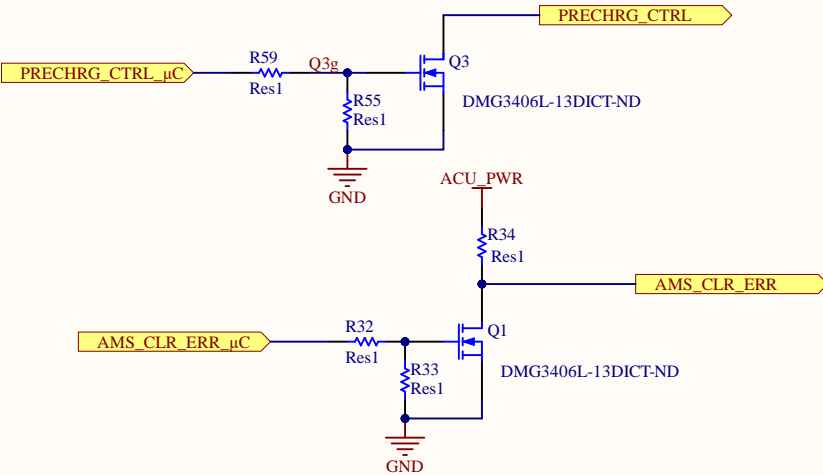 PRECHRG_CTRL
R59
Q3g
Q3
PRECHRG_CTRL_µC
Res1
R55
Res1
DMG3406L-13DICT-ND
GND
ACU_PWR
R34
Res1
AMS_CLR_ERR
R32
Q1
AMS_CLR_ERR_µC
Res1
R33
Res1
DMG3406L-13DICT-ND
GND